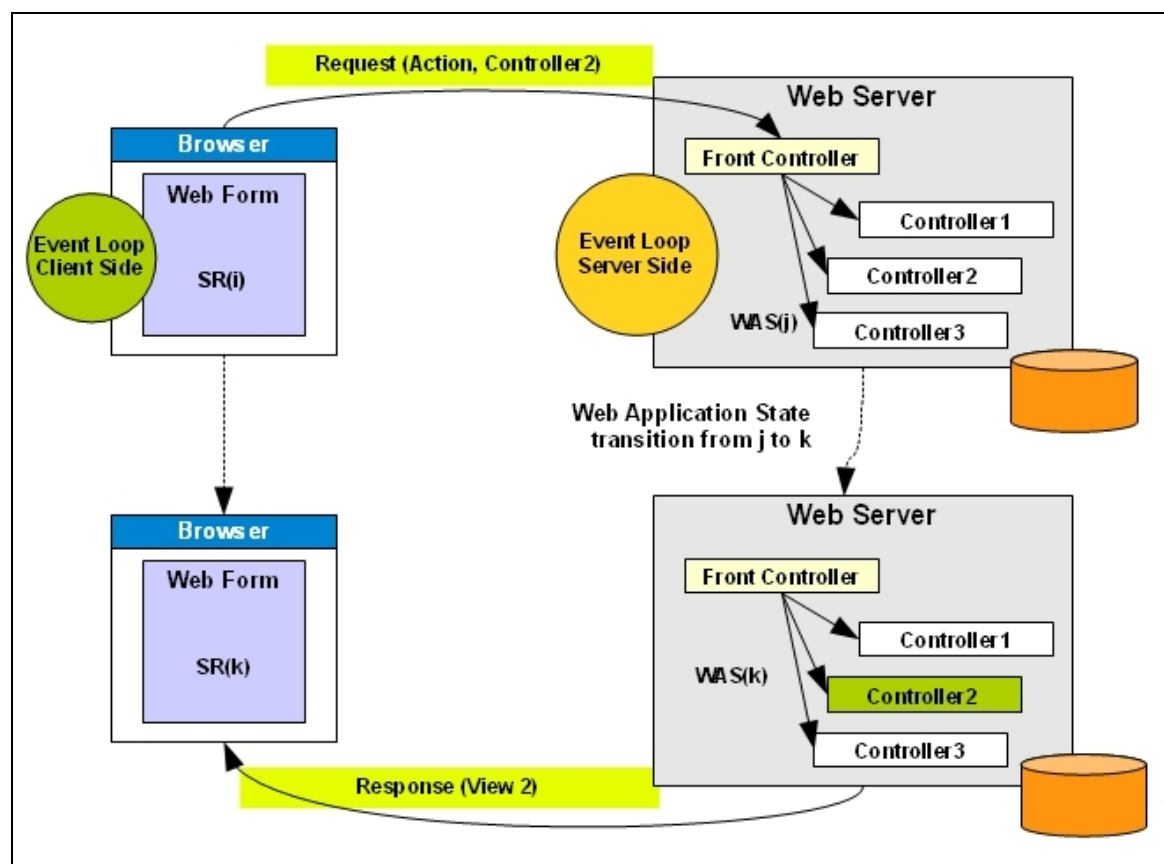 Request (Action, Controller2)
Web Server
Browser
Front Controller
Web Form
Controller1
Event Loop
Client Side
Event Loop
Server Side
SR(i)
Controller2
WAS(j)
Controller3
Web Application State
transition from j to k
Browser
Web Server
Web Form
Front Controller
Controller1
SR(k)
WAS(k)
Controller2
Controller3
Response (View 2)